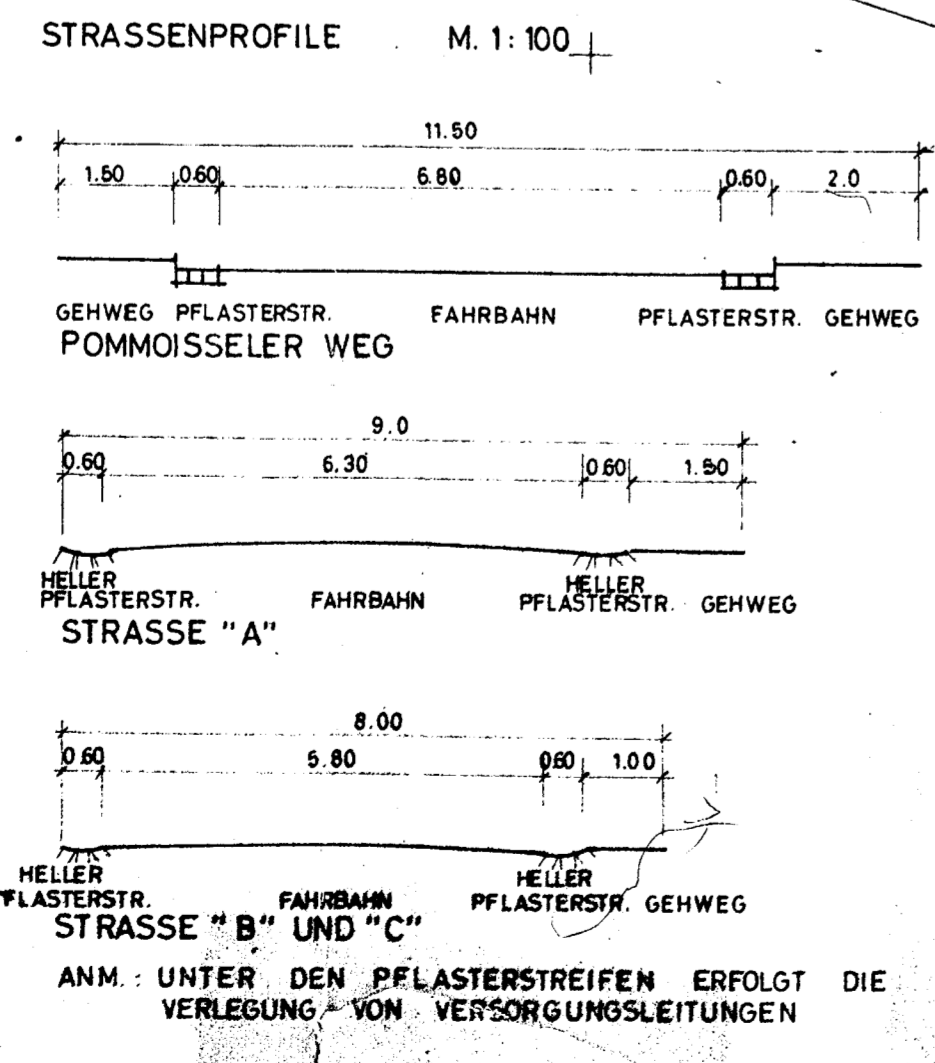 STRASSENPROFILE M. 1:100
11.50
1.50 0.60 6.80 0.60 2.0
GEHWEG PFLASTERSTR. FAHRBAHN PFLASTERSTR. GEHWEG
POMMOISSELER WEG
9.0
0.60 6.30 0.60 1.50
HELLER HELLER
PFLASTERSTR. FAHRBAHN PFLASTERSTR. GEHWEG
STRASSE "A"
8.00
0.60 5.80 0.60 1.00
HELLER HELLER
PFLASTERSTR. FAHRBAHN PFLASTERSTR. GEHWEG
STRASSE "B" UND "C"
ANM.: UNTER DEN PFLASTERSTREIFEN ERFOLGT DIE
VERLEGUNG VON VERSORGUNGSLEITUNGEN